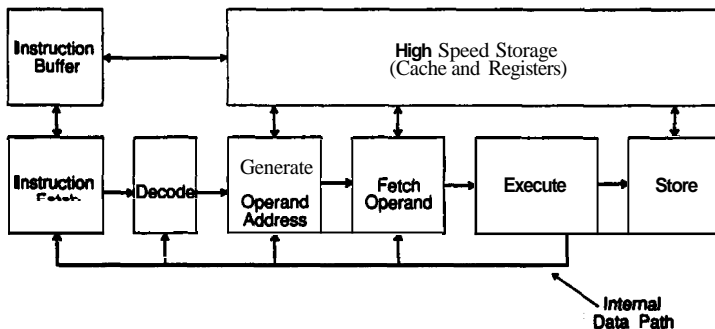 Instruction
Buffer
High Speed Storage
(Cache and Registers)
Instruction
Decode
Generate
Operand
Address
Fetch
Operand
Execute
Store
Internal
Data Path